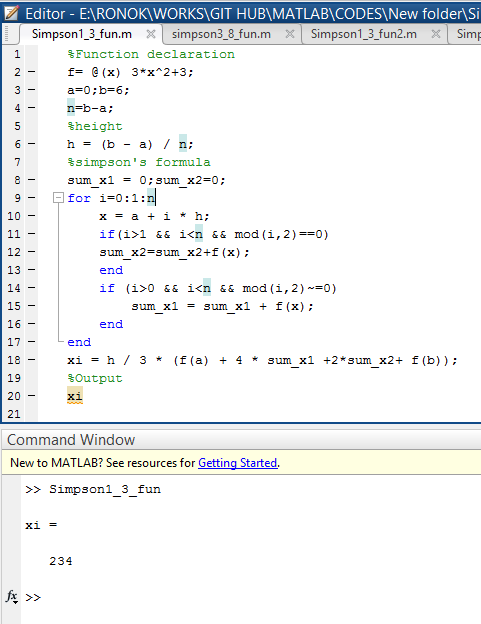 Editor - E:\RONOK\WORKS\GIT HUB\MATLAB\CODES\New folder\Si
Simpson1_3_fun.m simpson3_8_fun.m Simpson1_3_fun2.m Simp
1 %Function declaration
2 – f= @(x) 3*x^2+3;
3 – a=0;b=6;
4 – n=b-a;
5 %height
6 – h = (b - a) / n;
7 %simpson's formula
8 – sum_x1 = 0;sum_x2=0;
9 – for i=0:1:n
10 – x = a + i * h;
11 – if(i>1 && i<n && mod(i,2)==0)
12 – sum_x2=sum_x2+f(x);
13 – end
14 – if (i>0 && i<n && mod(i,2)~=0)
15 – sum_x1 = sum_x1 + f(x);
16 – end
17 – end
18 – xi = h / 3 * (f(a) + 4 * sum_x1 +2*sum_x2+ f(b));
19 %Output
20 – xi
21
Command Window
New to MATLAB? See resources for Getting Started.
>> Simpson1_3_fun
xi =
234
fx >>